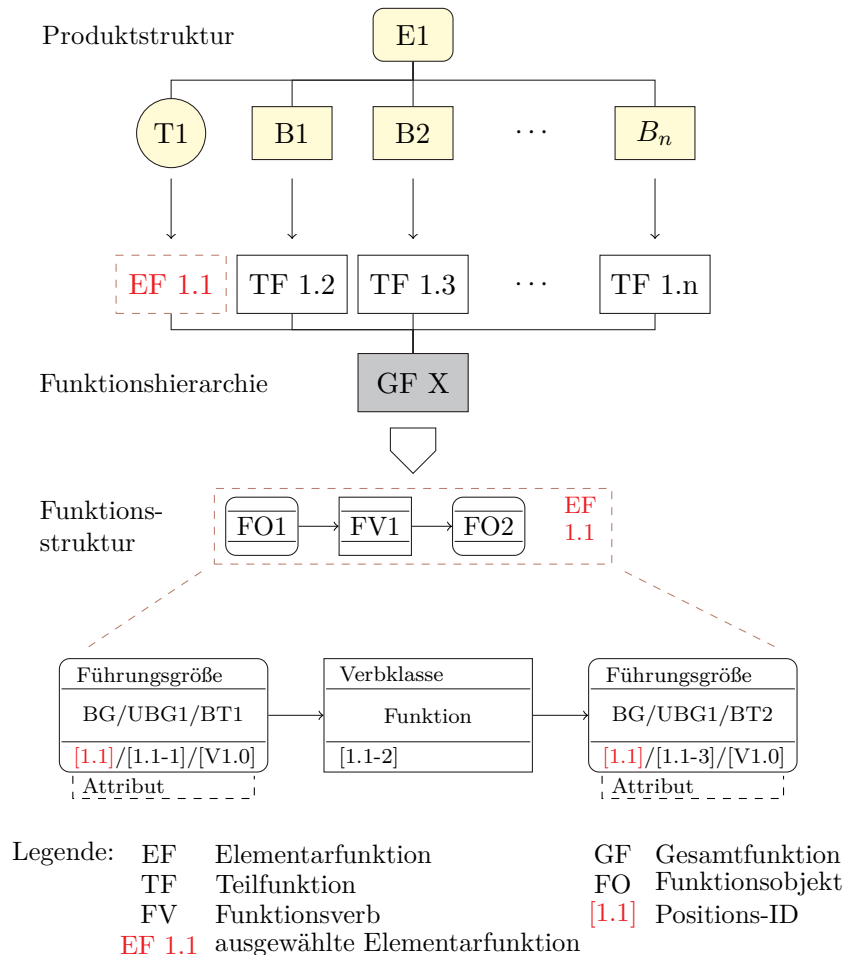 Produktstruktur
E1
T1 B1 B2 ··· Bn
EF 1.1 TF 1.2 TF 1.3 ··· TF 1.n
Funktionshierarchie
GF X
Funktions-
struktur
FO1 FV1 FO2
EF
1.1
Führungsgröße Verbklasse Führungsgröße
BG/UBG1/BT1 Funktion BG/UBG1/BT2
[1.1]/[1.1-1]/[V1.0] [1.1-2] [1.1]/[1.1-3]/[V1.0]
Attribut Attribut
Legende: EF Elementarfunktion GF Gesamtfunktion
TF Teilfunktion FO Funktionsobjekt
FV Funktionsverb [1.1] Positions-ID
EF 1.1 ausgewählte Elementarfunktion